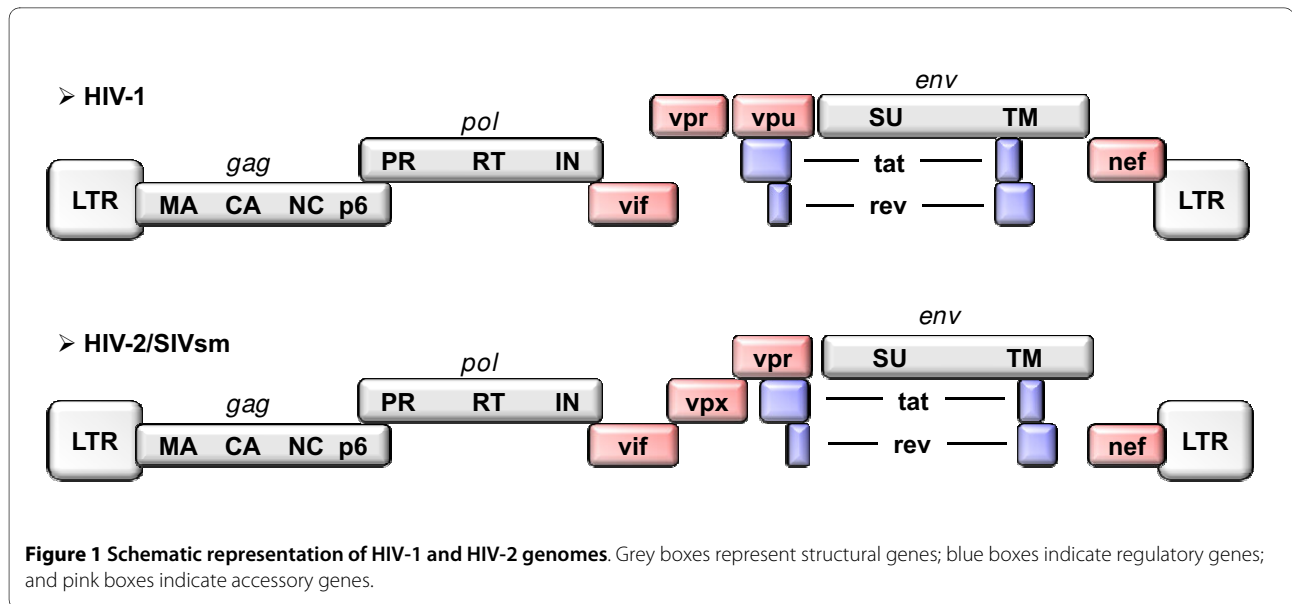 ➢ HIV-1
env
vpr vpu SU TM
pol
PR RT IN
tat
nef
gag
LTR
MA CA NC p6
vif
rev
LTR
➢ HIV-2/SIVsm
env
vpr SU TM
pol
PR RT IN
vpx
tat
gag
LTR
MA CA NC p6
vif
rev
nef
LTR
Figure 1 Schematic representation of HIV-1 and HIV-2 genomes. Grey boxes represent structural genes; blue boxes indicate regulatory genes;
and pink boxes indicate accessory genes.